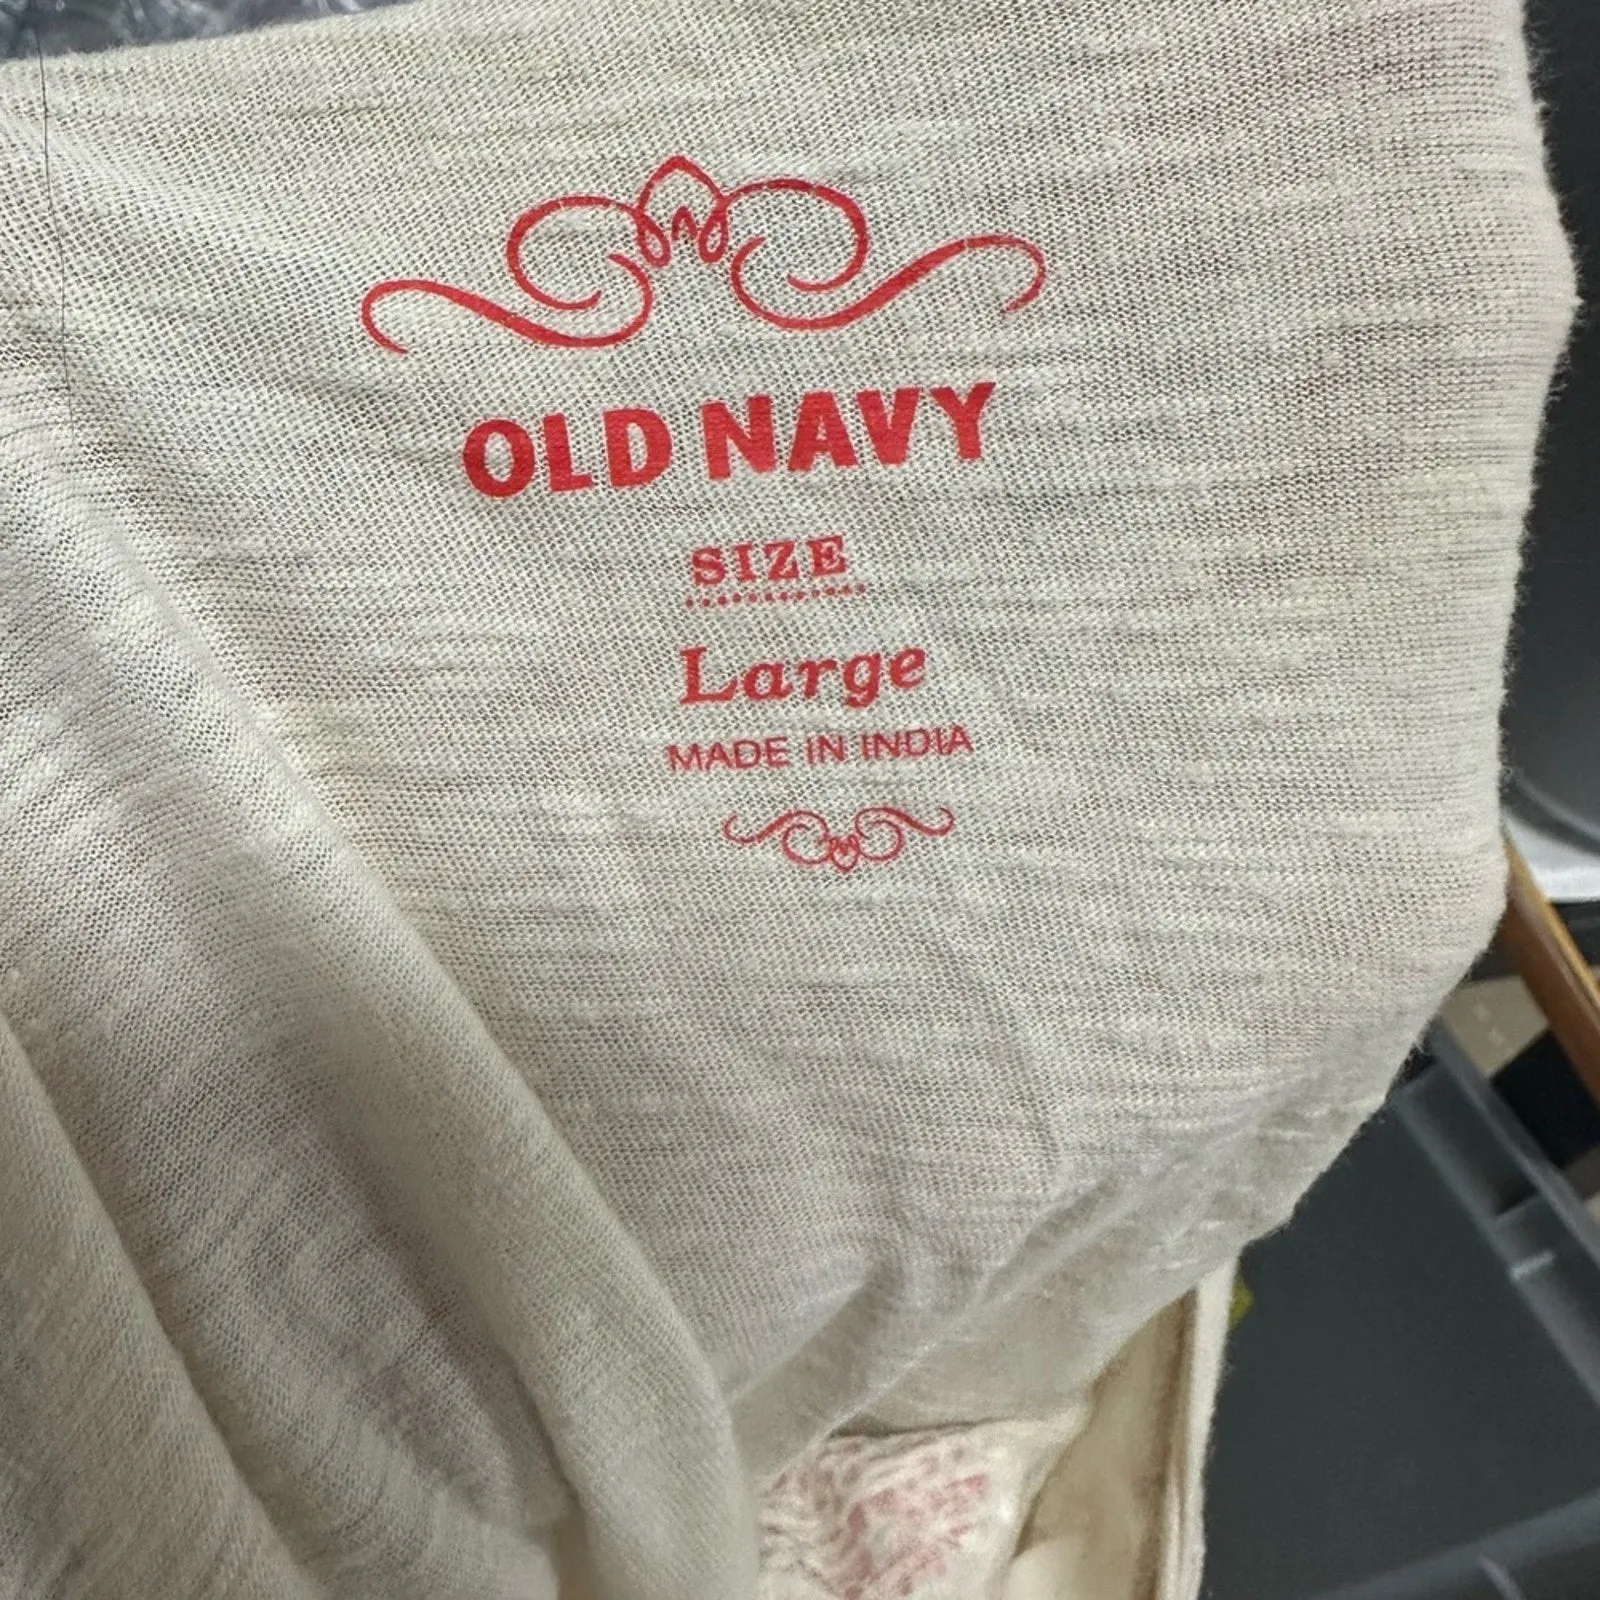 OLD NAVY
SIZE
Large
MADE IN INDIA